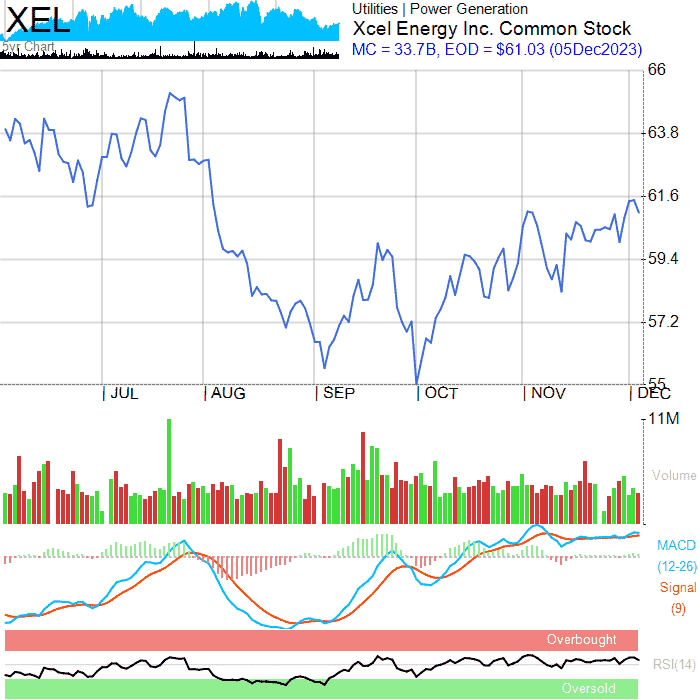 XEL
5yr Chart
Utilities | Power Generation
Xcel Energy Inc. Common Stock
MC = 33.7B, EOD = $61.03 (05Dec2023)
66
63.8
61.6
59.4
57.2
55
|JUL |AUG |SEP |OCT |NOV |DEC
11M
Volume
MACD
(12-26)
Signal
(9)
Overbought
RSI(14)
Oversold